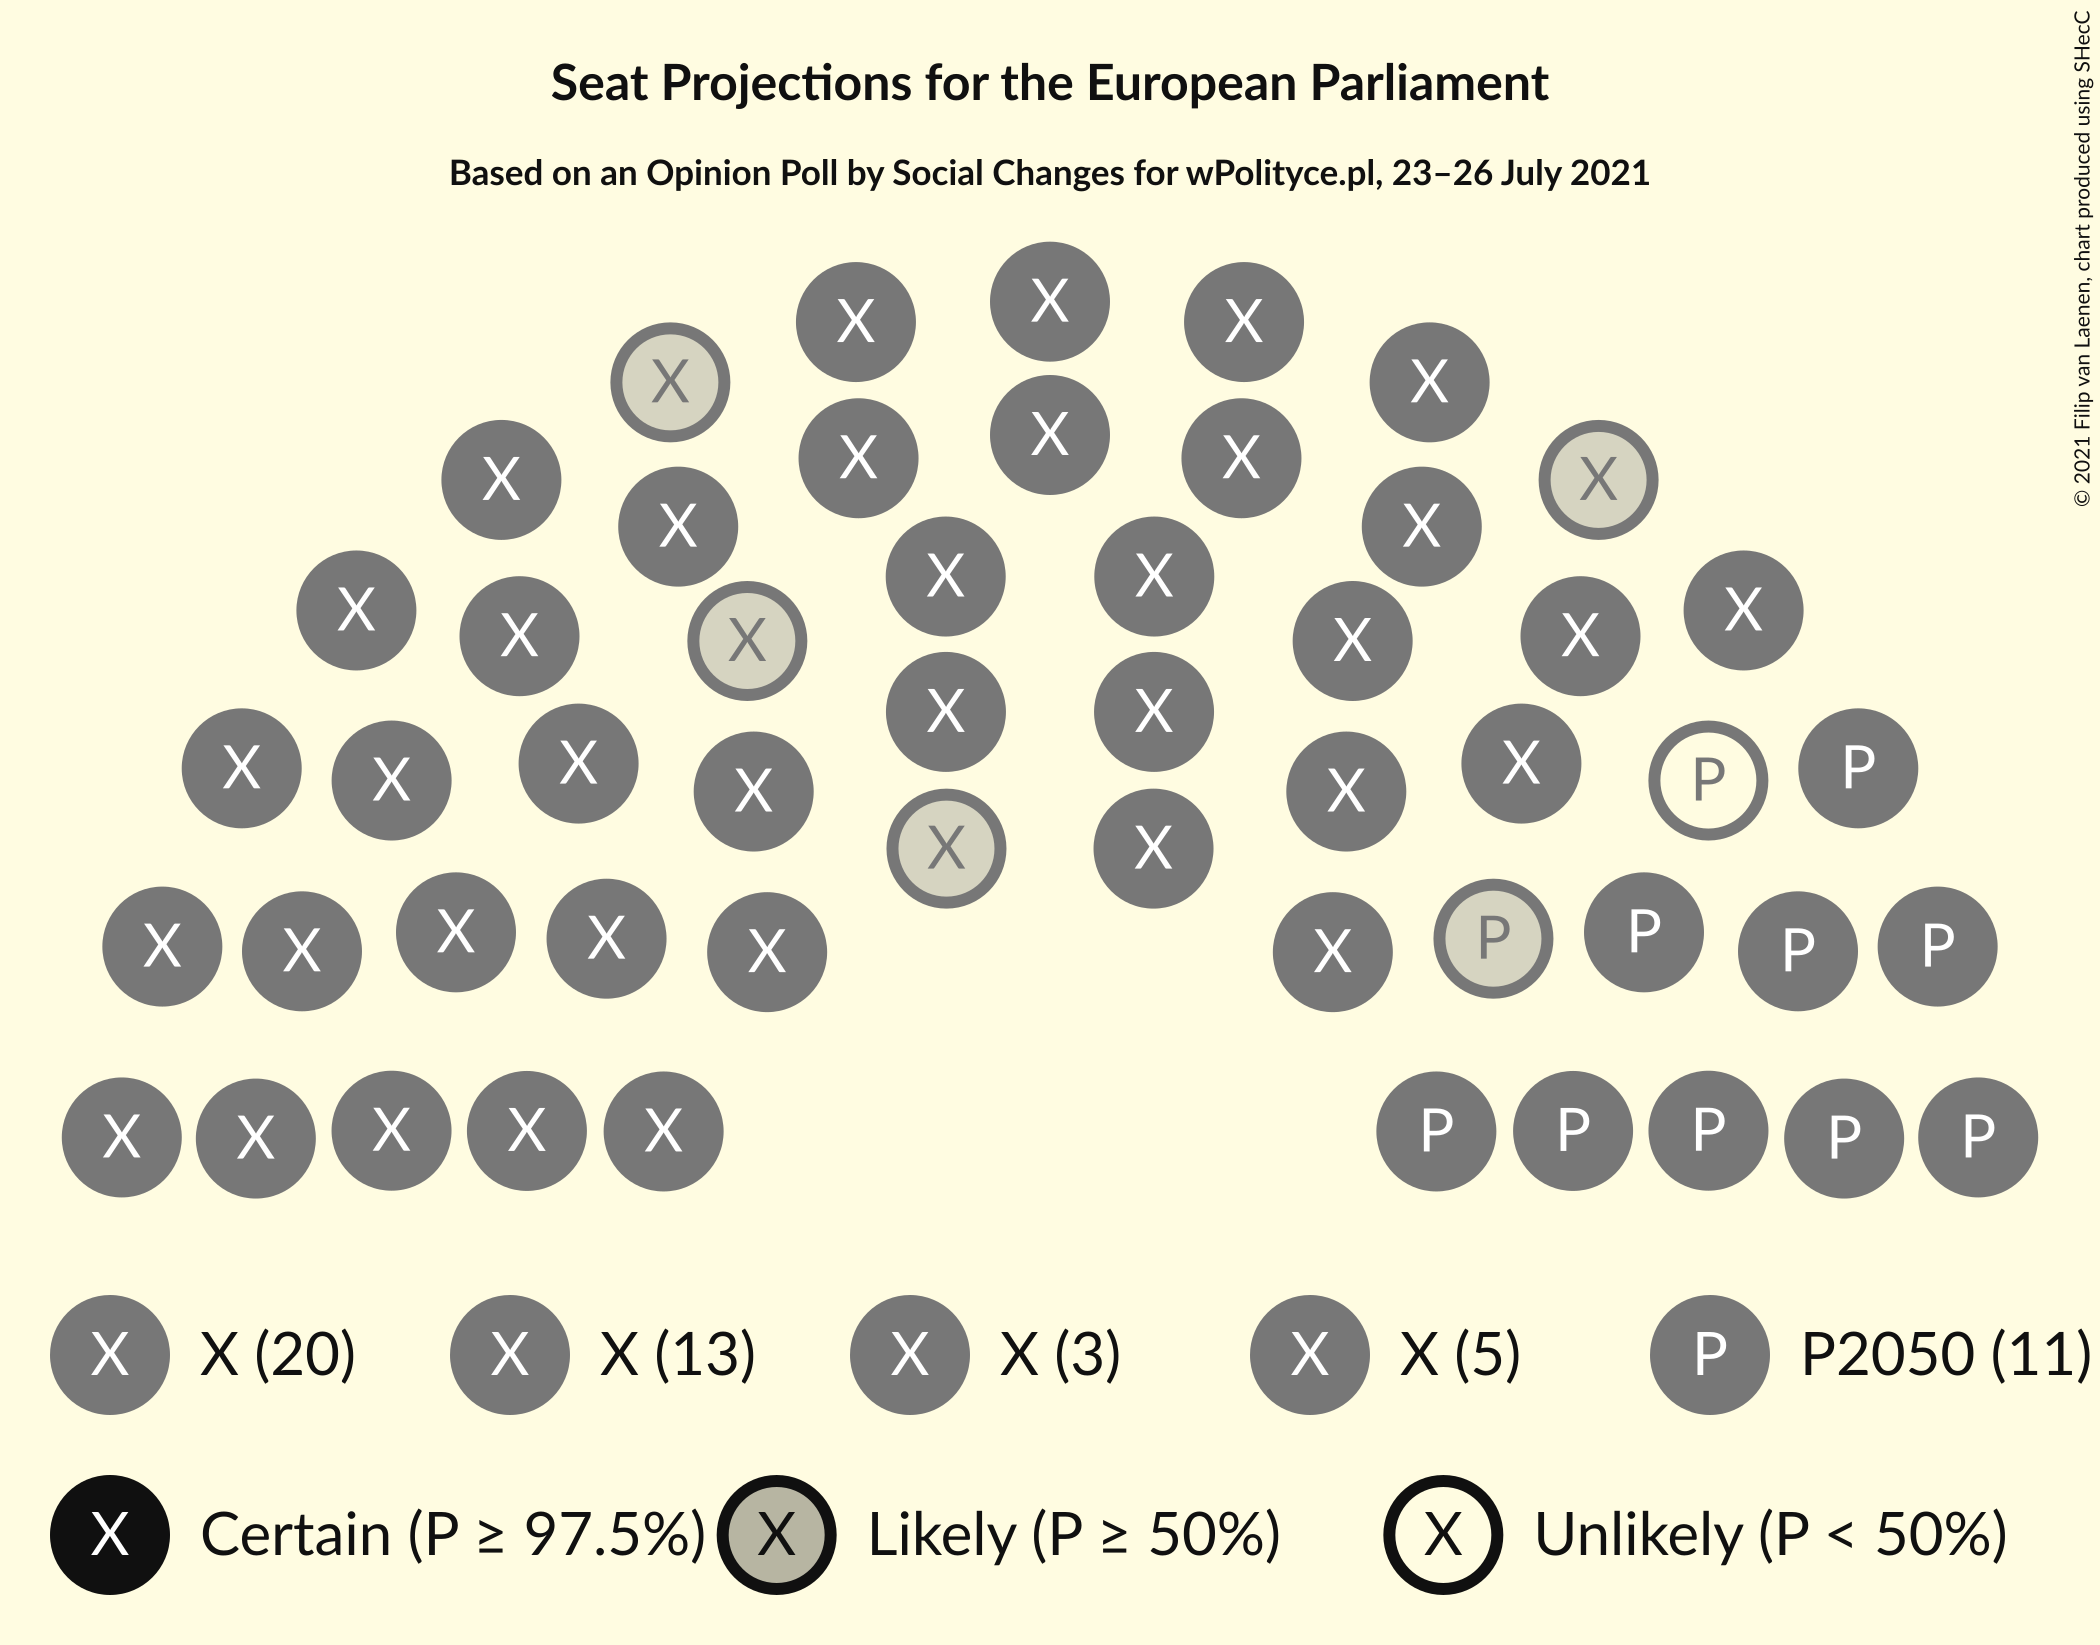 Seat Projections for the European Parliament
Based on an Opinion Poll by Social Changes for wPolityce.pl, 23–26 July 2021
© 2021 Filip van Laenen, chart produced using SHecC
X X X
X X
X X X
X X
X X
X X
X X
X X X X
X X
X X
X X
X X X P
X X P P
X X X X
X X P P
X X X X P P
X X P P
X X X P P P
X X P P
X X (20) X X (13) X X (3) X X (5) P P2050 (11)
X Certain (P ≥ 97.5%) X Likely (P ≥ 50%) X Unlikely (P < 50%)